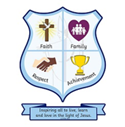 Faith
Family
Respect
Achievement
Inspiring all to live, learn
and love in the light of Jesus.